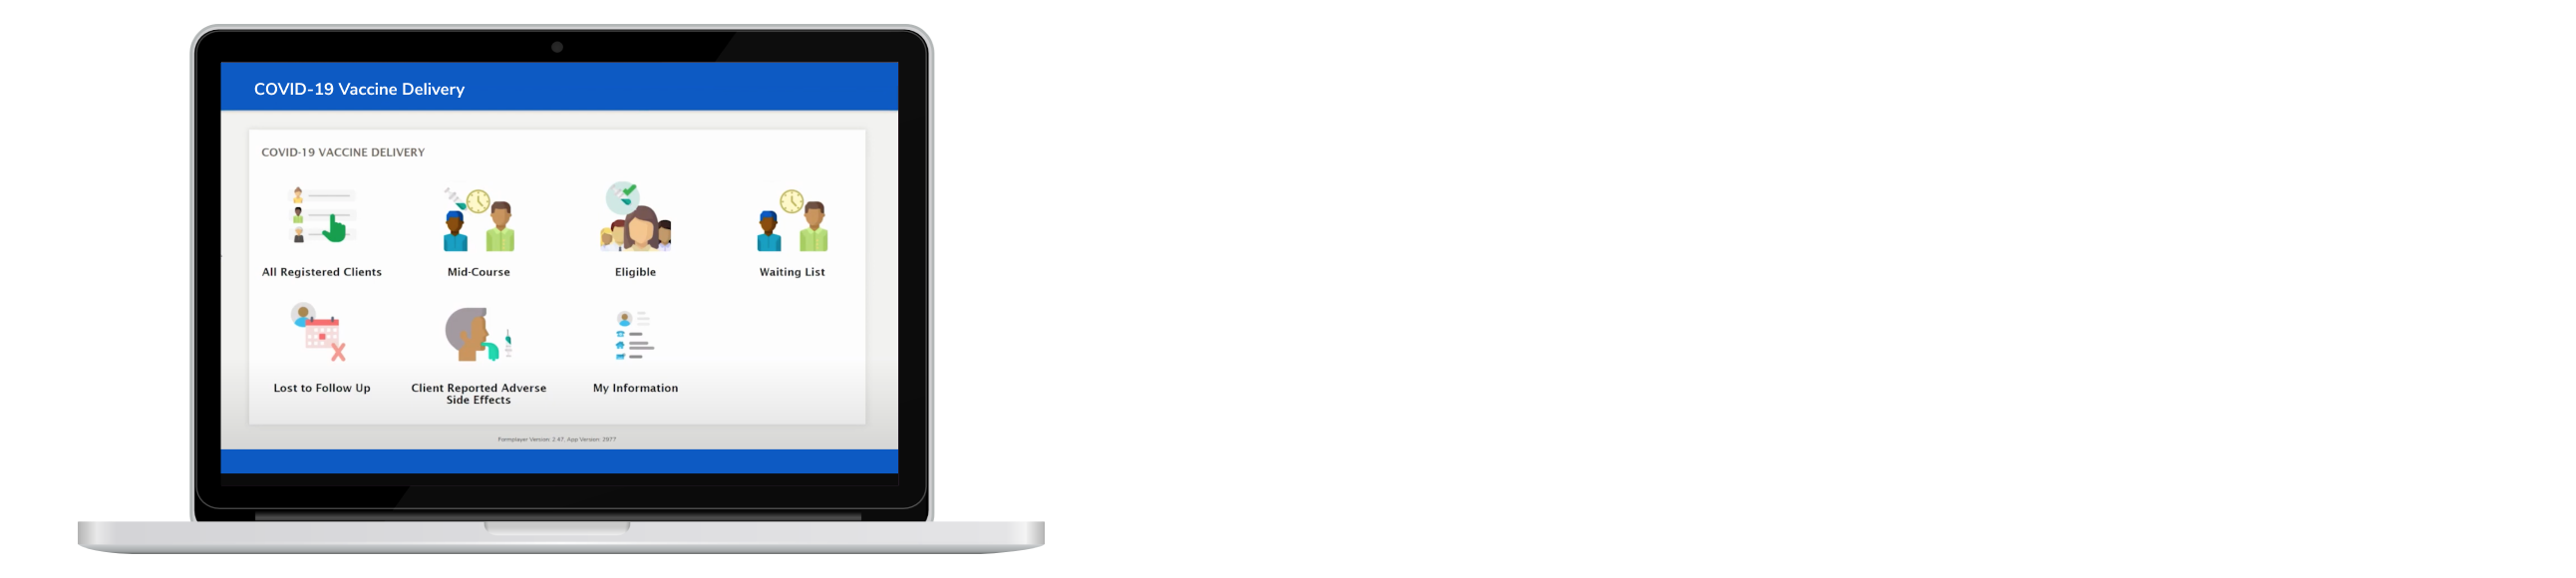 COVID-19 Vaccine Delivery
COVID-19 VACCINE DELIVERY
All Registered Clients
Mid-Course
Eligible
Waiting List
Lost to Follow Up
Client Reported Adverse
Side Effects
My Information
Formplayer Version: 2.47, App Version: 2977